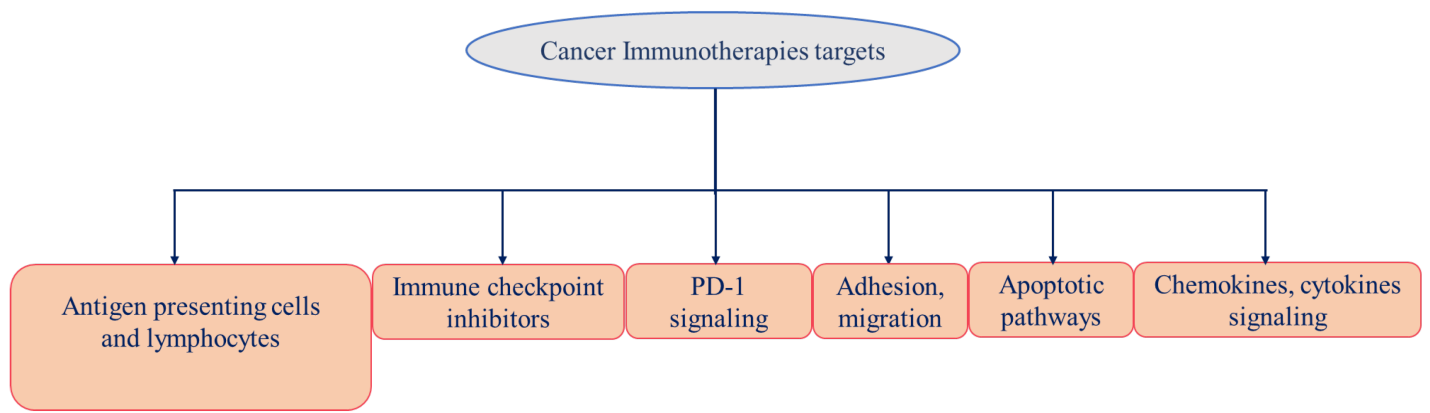 Cancer Immunotherapies targets
Antigen presenting cells
and lymphocytes
Immune checkpoint
inhibitors
PD-1
signaling
Adhesion,
migration
Apoptotic
pathways
Chemokines, cytokines
signaling